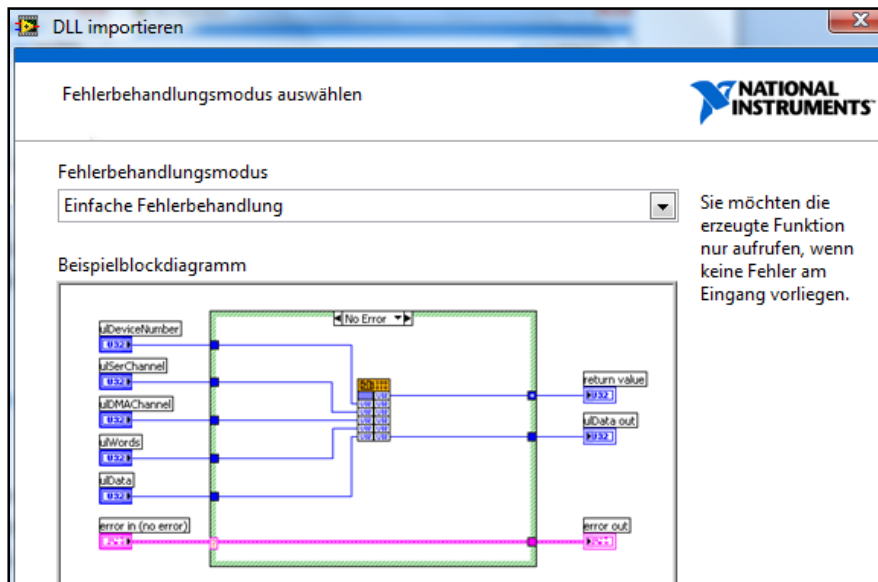 DLL importieren
Fehlerbehandlungsmodus auswählen
NATIONAL
INSTRUMENTS
Fehlerbehandlungsmodus
Einfache Fehlerbehandlung
Sie möchten die
erzeugte Funktion
nur aufrufen, wenn
keine Fehler am
Eingang vorliegen.
Beispielblockdiagramm
No Error
ulDeviceNumber
U32
ulSerChannel
U32
ulDMAChannel
U32
ulWords
U32
ulData
U32
error in (no error)
return value
U32
ulData out
U32
error out